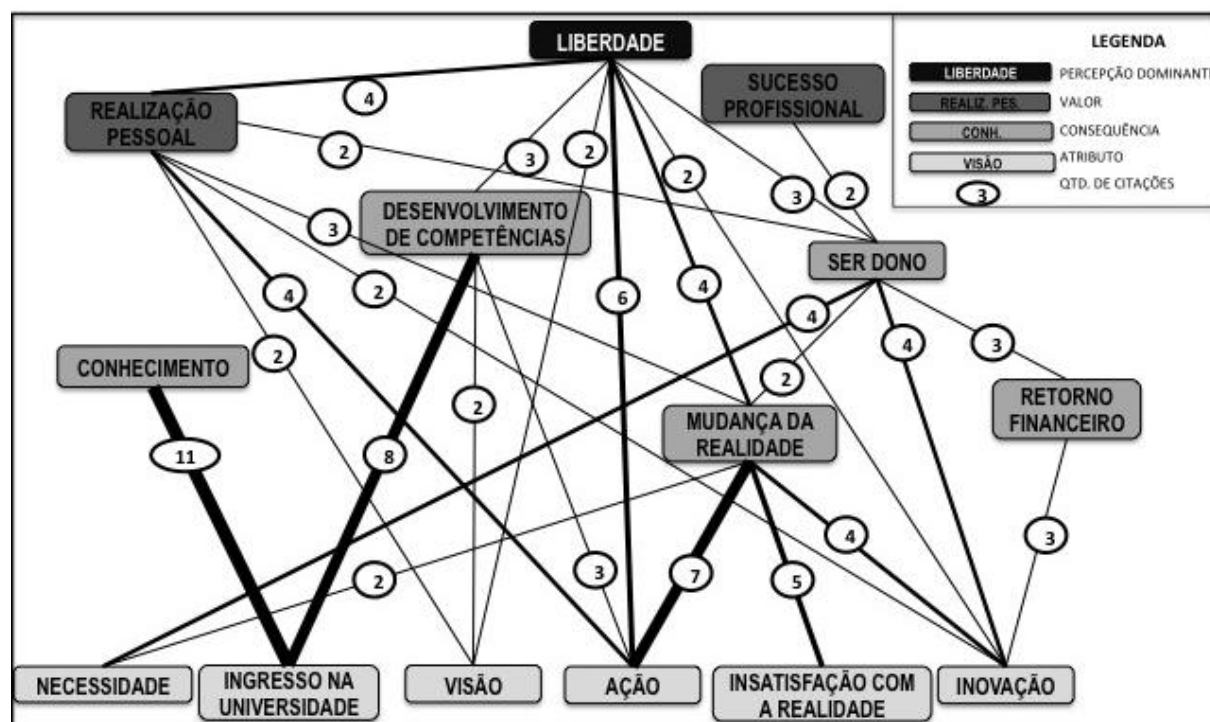 LIBERDADE
LEGENDA
LIBERDADE PERCEPÇÃO DOMINANTE
REALIZ. PES. VALOR
CONH. CONSEQUÊNCIA
VISÃO ATRIBUTO
3 QTD. DE CITAÇÕES
SUCESSO
PROFISSIONAL
REALIZAÇÃO
PESSOAL
4
2
3
2
2
3
2
DESENVOLVIMENTO
DE COMPETÊNCIAS
3
SER DONO
4
2
6
4
4
4
3
CONHECIMENTO
2
2
2
RETORNO
FINANCEIRO
MUDANÇA DA
REALIDADE
11
8
4
3
2
3
7
5
NECESSIDADE
INGRESSO NA
UNIVERSIDADE
VISÃO
AÇÃO
INSATISFAÇÃO COM
A REALIDADE
INOVAÇÃO